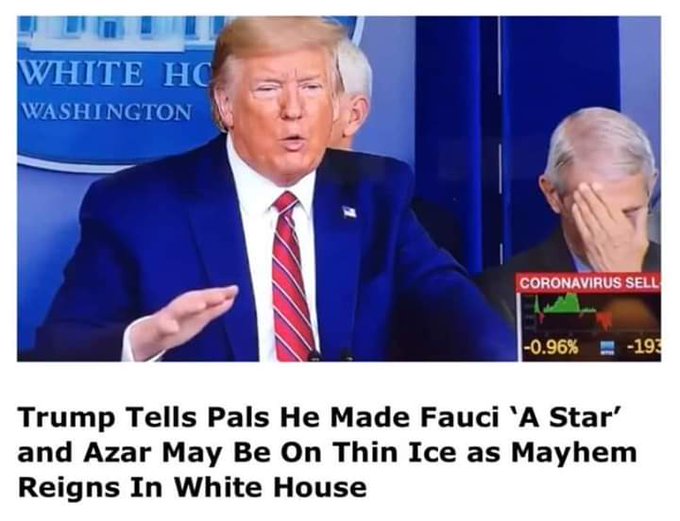 WHITE HO
WASHINGTON
CORONAVIRUS SELL
-0.96% -193
Trump Tells Pals He Made Fauci ‘A Star’
and Azar May Be On Thin Ice as Mayhem
Reigns In White House